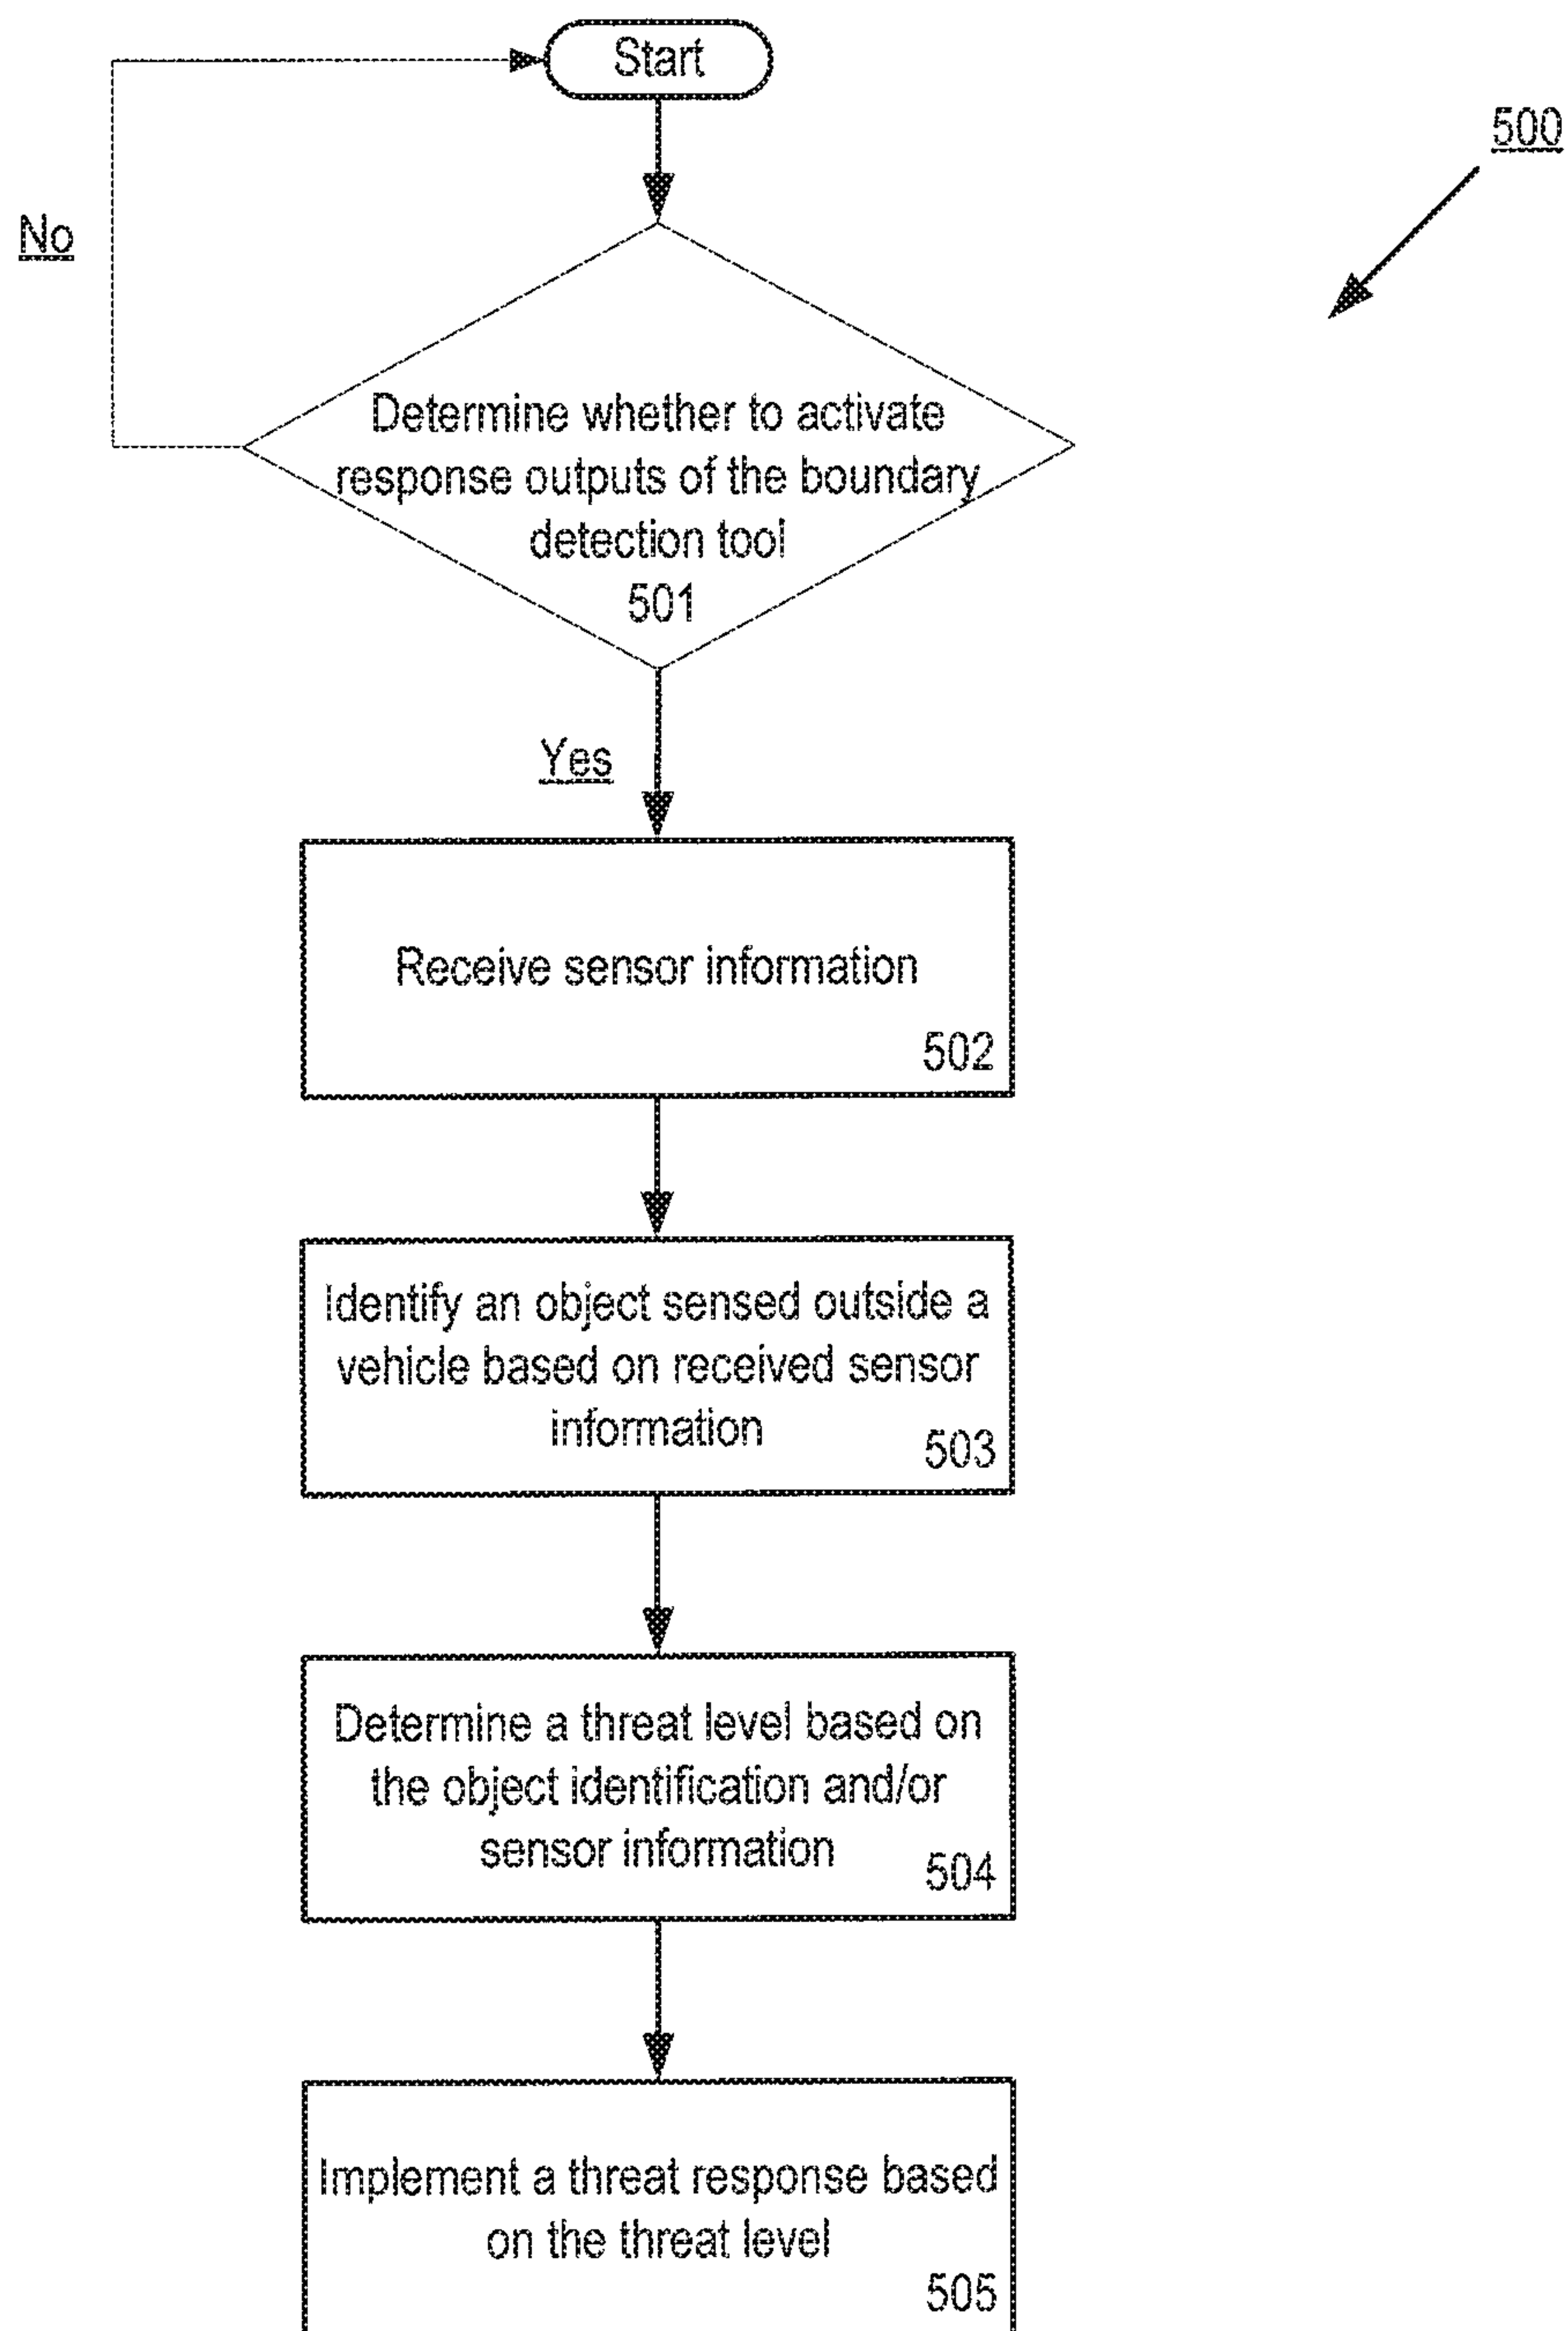 Start
500
No
Determine whether to activate
response outputs of the boundary
detection tool
501
Yes
Receive sensor information
502
Identify an object sensed outside a
vehicle based on received sensor
information
503
Determine a threat level based on
the object identification and/or
sensor information
504
Implement a threat response based
on the threat level
505